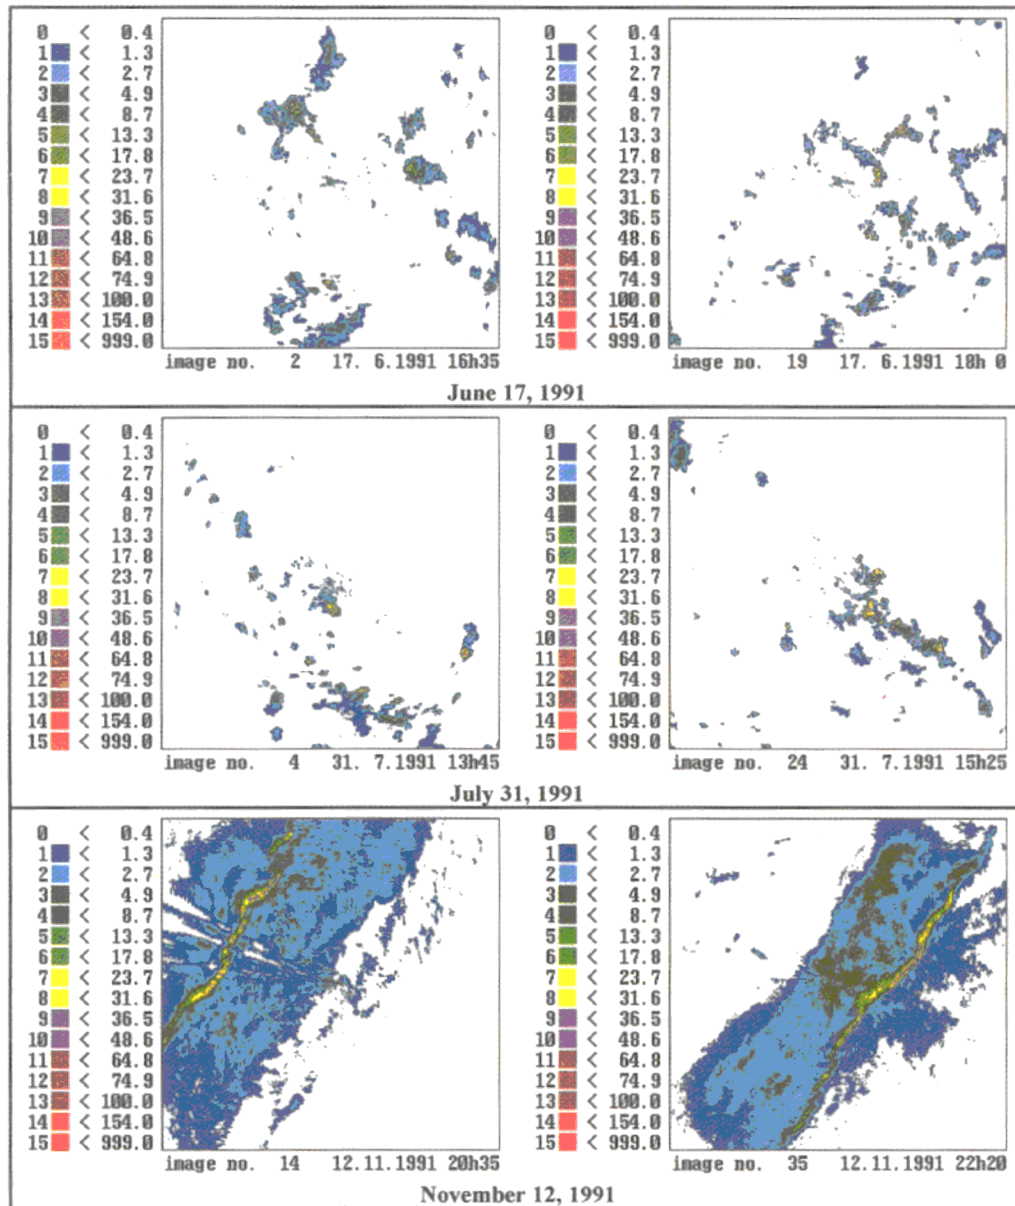 0 < 0.4
1 < 1.3
2 < 2.7
3 < 4.9
4 < 8.7
5 < 13.3
6 < 17.8
7 < 23.7
8 < 31.6
9 < 36.5
10 < 48.6
11 < 64.8
12 < 74.9
13 < 100.0
14 < 154.0
15 < 999.0
image no. 2 17. 6.1991 16h35
0 < 0.4
1 < 1.3
2 < 2.7
3 < 4.9
4 < 8.7
5 < 13.3
6 < 17.8
7 < 23.7
8 < 31.6
9 < 36.5
10 < 48.6
11 < 64.8
12 < 74.9
13 < 100.0
14 < 154.0
15 < 999.0
image no. 19 17. 6.1991 18h 0
June 17, 1991
0 < 0.4
1 < 1.3
2 < 2.7
3 < 4.9
4 < 8.7
5 < 13.3
6 < 17.8
7 < 23.7
8 < 31.6
9 < 36.5
10 < 48.6
11 < 64.8
12 < 74.9
13 < 100.0
14 < 154.0
15 < 999.0
image no. 4 31. 7.1991 13h45
0 < 0.4
1 < 1.3
2 < 2.7
3 < 4.9
4 < 8.7
5 < 13.3
6 < 17.8
7 < 23.7
8 < 31.6
9 < 36.5
10 < 48.6
11 < 64.8
12 < 74.9
13 < 100.0
14 < 154.0
15 < 999.0
image no. 24 31. 7.1991 15h25
July 31, 1991
0 < 0.4
1 < 1.3
2 < 2.7
3 < 4.9
4 < 8.7
5 < 13.3
6 < 17.8
7 < 23.7
8 < 31.6
9 < 36.5
10 < 48.6
11 < 64.8
12 < 74.9
13 < 100.0
14 < 154.0
15 < 999.0
image no. 14 12.11.1991 20h35
0 < 0.4
1 < 1.3
2 < 2.7
3 < 4.9
4 < 8.7
5 < 13.3
6 < 17.8
7 < 23.7
8 < 31.6
9 < 36.5
10 < 48.6
11 < 64.8
12 < 74.9
13 < 100.0
14 < 154.0
15 < 999.0
image no. 35 12.11.1991 22h20
November 12, 1991